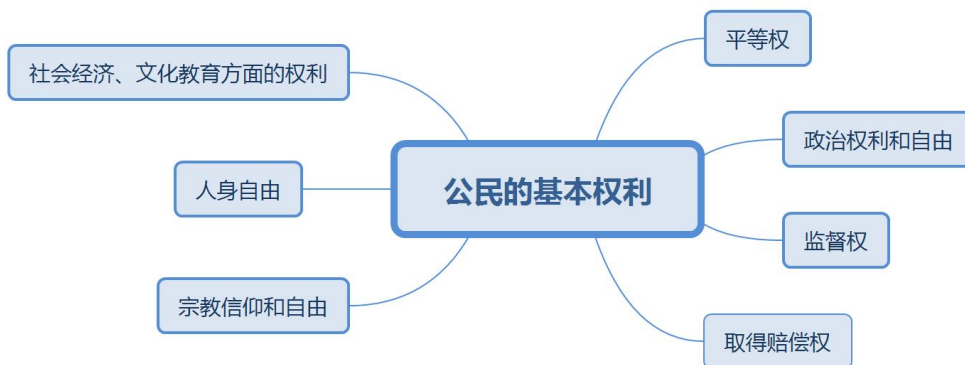 公民的基本权利
平等权
政治权利和自由
监督权
取得赔偿权
社会经济、文化教育方面的权利
人身自由
宗教信仰和自由